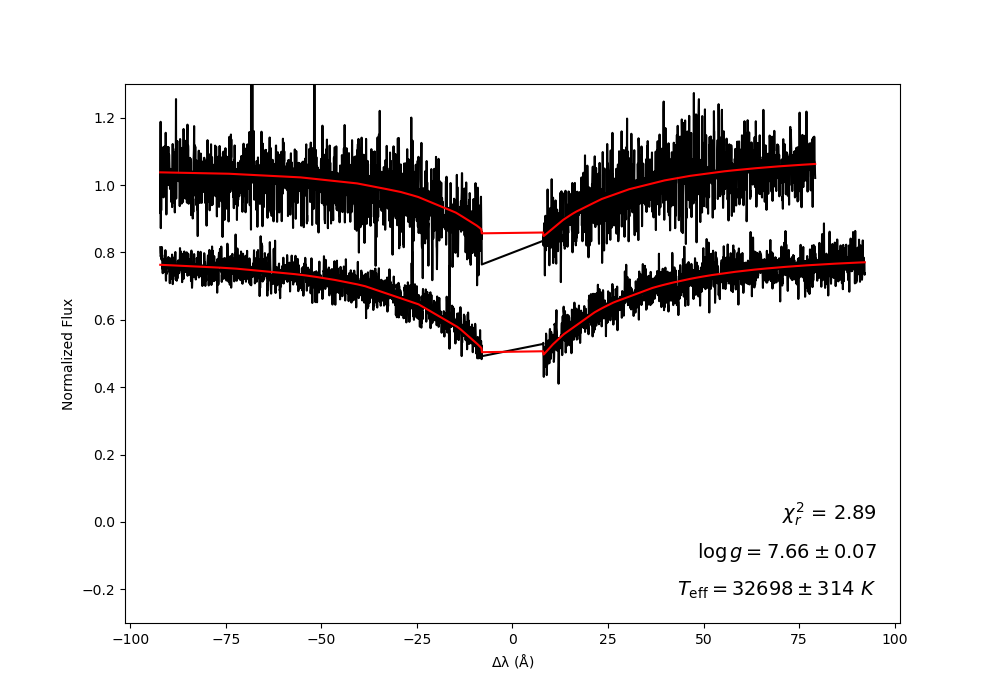 1.2
1.0
0.8
0.6
0.4
0.2
0.0
−0.2
Normalized Flux
χ²ᵣ = 2.89
log g = 7.66 ± 0.07
T_eff = 32698 ± 314 K
−100 −75 −50 −25 0 25 50 75 100
Δλ (Å)